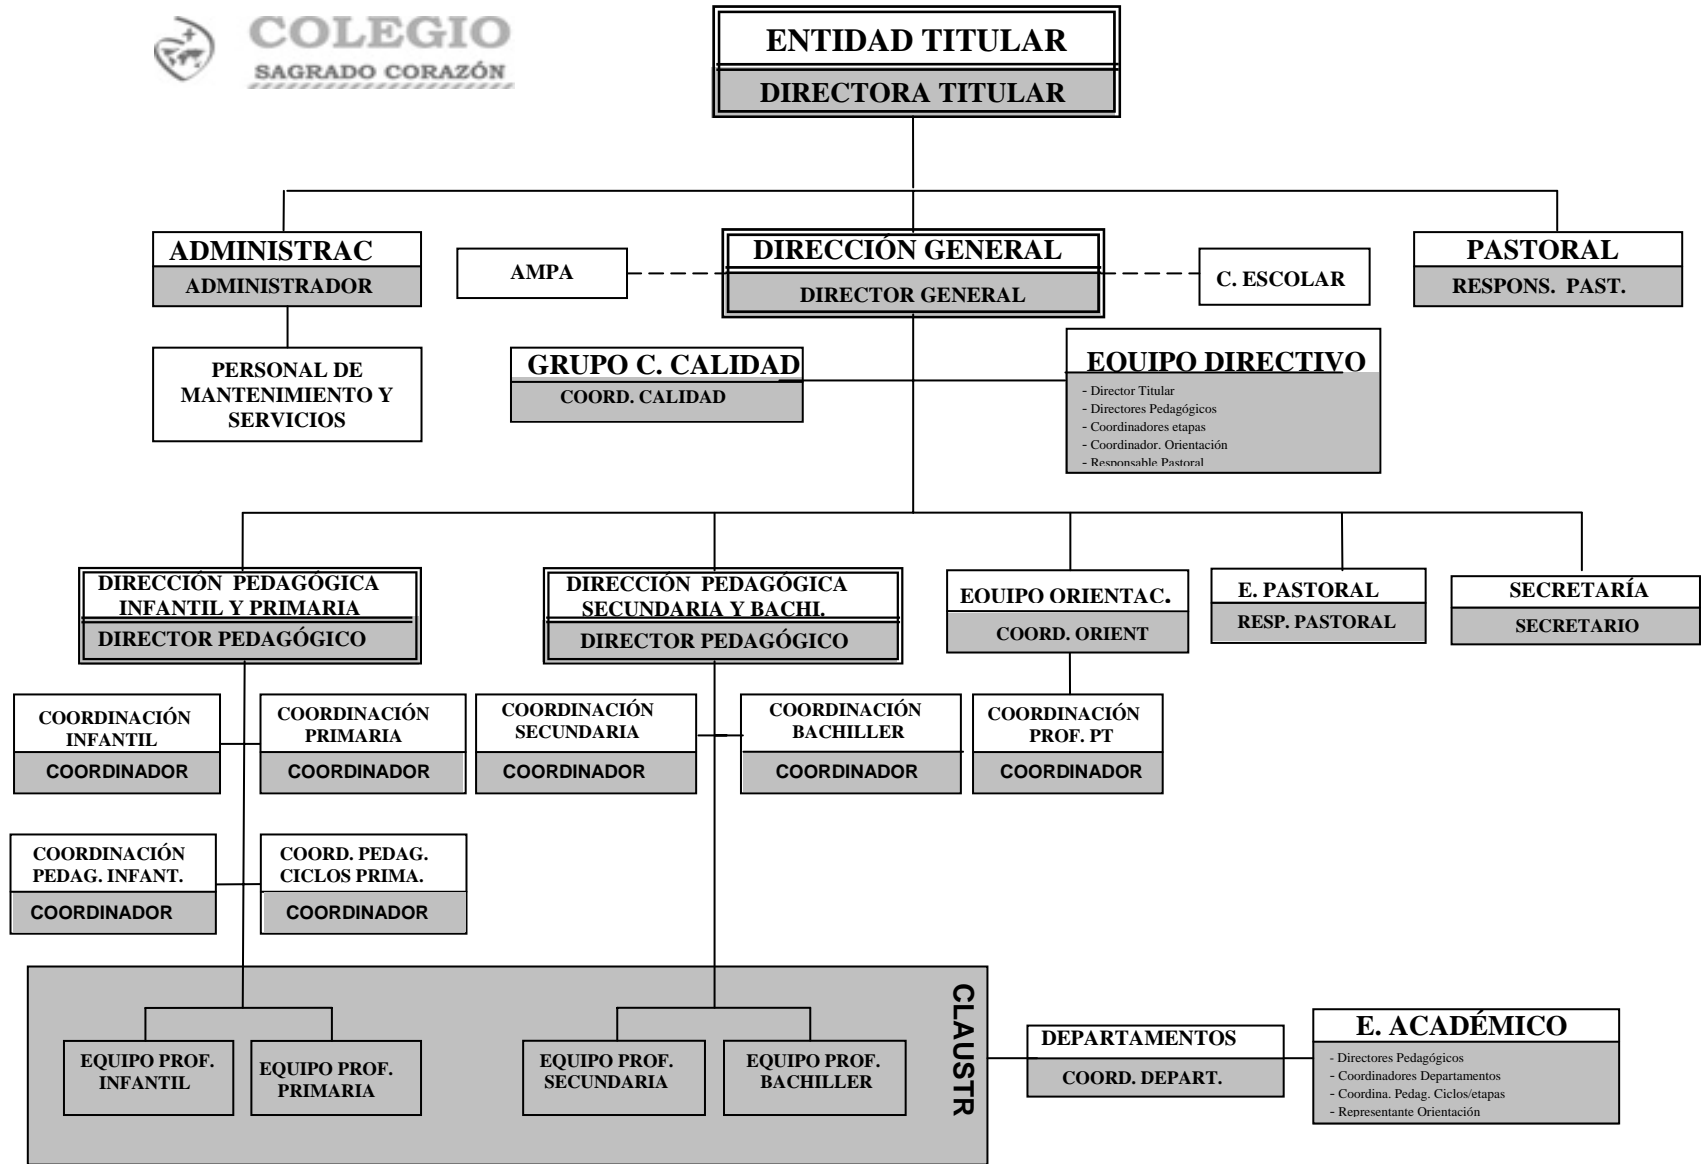 COLEGIO
SAGRADO CORAZÓN
ENTIDAD TITULAR
DIRECTORA TITULAR
ADMINISTRAC
ADMINISTRADOR
AMPA
DIRECCIÓN GENERAL
DIRECTOR GENERAL
C. ESCOLAR
PASTORAL
RESPONS. PAST.
PERSONAL DE
MANTENIMIENTO Y
SERVICIOS
GRUPO C. CALIDAD
COORD. CALIDAD
EQUIPO DIRECTIVO
- Director Titular
- Directores Pedagógicos
- Coordinadores etapas
- Coordinador. Orientación
- Responsable Pastoral
DIRECCIÓN PEDAGÓGICA
INFANTIL Y PRIMARIA
DIRECTOR PEDAGÓGICO
DIRECCIÓN PEDAGÓGICA
SECUNDARIA Y BACHI.
DIRECTOR PEDAGÓGICO
EQUIPO ORIENTAC.
COORD. ORIENT
E. PASTORAL
RESP. PASTORAL
SECRETARÍA
SECRETARIO
COORDINACIÓN
INFANTIL
COORDINADOR
COORDINACIÓN
PRIMARIA
COORDINADOR
COORDINACIÓN
SECUNDARIA
COORDINADOR
COORDINACIÓN
BACHILLER
COORDINADOR
COORDINACIÓN
PROF. PT
COORDINADOR
COORDINACIÓN
PEDAG. INFANT.
COORDINADOR
COORD. PEDAG.
CICLOS PRIMA.
COORDINADOR
EQUIPO PROF.
INFANTIL
EQUIPO PROF.
PRIMARIA
EQUIPO PROF.
SECUNDARIA
EQUIPO PROF.
BACHILLER
CLAUSTR
DEPARTAMENTOS
COORD. DEPART.
E. ACADÉMICO
- Directores Pedagógicos
- Coordinadores Departamentos
- Coordina. Pedag. Ciclos/etapas
- Representante Orientación